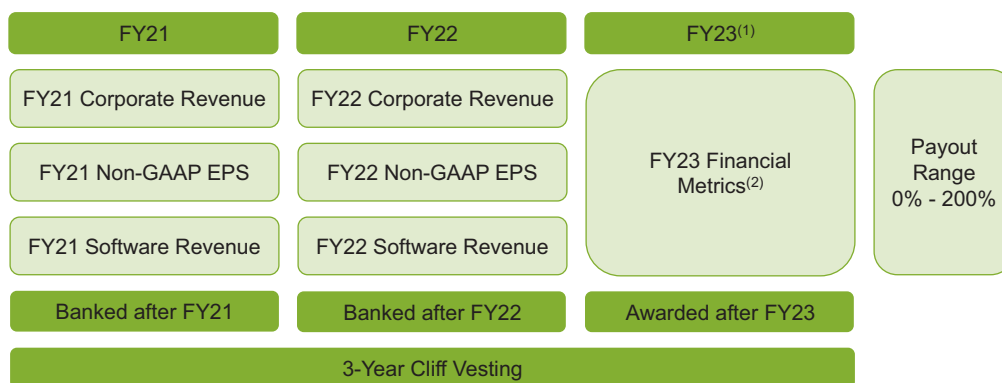 FY21
FY22
FY23(1)
FY21 Corporate Revenue
FY22 Corporate Revenue
FY21 Non-GAAP EPS
FY22 Non-GAAP EPS
FY21 Software Revenue
FY22 Software Revenue
FY23 Financial
Metrics(2)
Payout
Range
0% - 200%
Banked after FY21
Banked after FY22
Awarded after FY23
3-Year Cliff Vesting